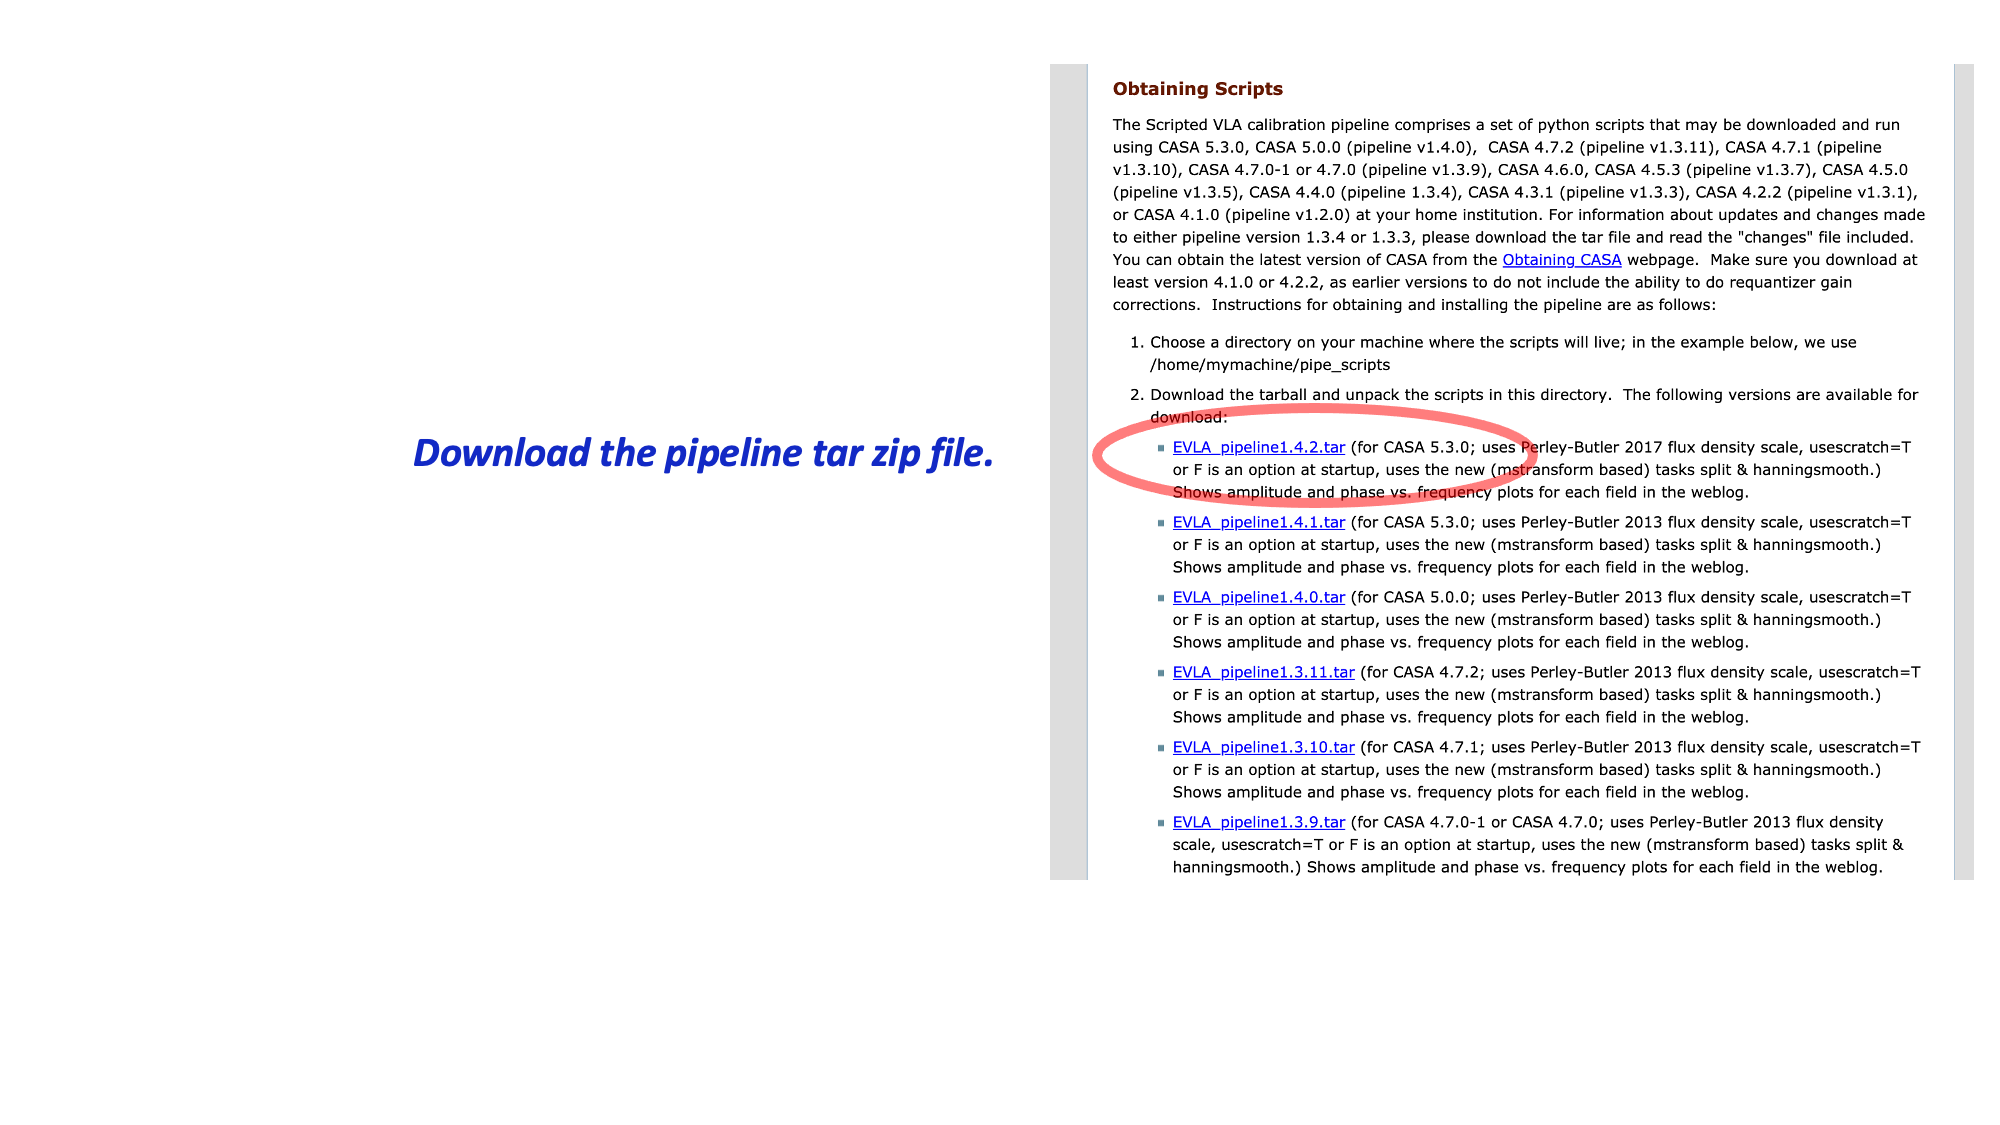 Download the pipeline tar zip file.
Obtaining Scripts
The Scripted VLA calibration pipeline comprises a set of python scripts that may be downloaded and run
using CASA 5.3.0, CASA 5.0.0 (pipeline v1.4.0),  CASA 4.7.2 (pipeline v1.3.11), CASA 4.7.1 (pipeline
v1.3.10), CASA 4.7.0-1 or 4.7.0 (pipeline v1.3.9), CASA 4.6.0, CASA 4.5.3 (pipeline v1.3.7), CASA 4.5.0
(pipeline v1.3.5), CASA 4.4.0 (pipeline 1.3.4), CASA 4.3.1 (pipeline v1.3.3), CASA 4.2.2 (pipeline v1.3.1),
or CASA 4.1.0 (pipeline v1.2.0) at your home institution. For information about updates and changes made
to either pipeline version 1.3.4 or 1.3.3, please download the tar file and read the "changes" file included.
You can obtain the latest version of CASA from the Obtaining CASA webpage.  Make sure you download at
least version 4.1.0 or 4.2.2, as earlier versions to do not include the ability to do requantizer gain
corrections.  Instructions for obtaining and installing the pipeline are as follows:
1. Choose a directory on your machine where the scripts will live; in the example below, we use
/home/mymachine/pipe_scripts
2. Download the tarball and unpack the scripts in this directory.  The following versions are available for
download:
EVLA_pipeline1.4.2.tar (for CASA 5.3.0; uses Perley-Butler 2017 flux density scale, usescratch=T
or F is an option at startup, uses the new (mstransform based) tasks split & hanningsmooth.)
Shows amplitude and phase vs. frequency plots for each field in the weblog.
EVLA_pipeline1.4.1.tar (for CASA 5.3.0; uses Perley-Butler 2013 flux density scale, usescratch=T
or F is an option at startup, uses the new (mstransform based) tasks split & hanningsmooth.)
Shows amplitude and phase vs. frequency plots for each field in the weblog.
EVLA_pipeline1.4.0.tar (for CASA 5.0.0; uses Perley-Butler 2013 flux density scale, usescratch=T
or F is an option at startup, uses the new (mstransform based) tasks split & hanningsmooth.)
Shows amplitude and phase vs. frequency plots for each field in the weblog.
EVLA_pipeline1.3.11.tar (for CASA 4.7.2; uses Perley-Butler 2013 flux density scale, usescratch=T
or F is an option at startup, uses the new (mstransform based) tasks split & hanningsmooth.)
Shows amplitude and phase vs. frequency plots for each field in the weblog.
EVLA_pipeline1.3.10.tar (for CASA 4.7.1; uses Perley-Butler 2013 flux density scale, usescratch=T
or F is an option at startup, uses the new (mstransform based) tasks split & hanningsmooth.)
Shows amplitude and phase vs. frequency plots for each field in the weblog.
EVLA_pipeline1.3.9.tar (for CASA 4.7.0-1 or CASA 4.7.0; uses Perley-Butler 2013 flux density
scale, usescratch=T or F is an option at startup, uses the new (mstransform based) tasks split &
hanningsmooth.) Shows amplitude and phase vs. frequency plots for each field in the weblog.